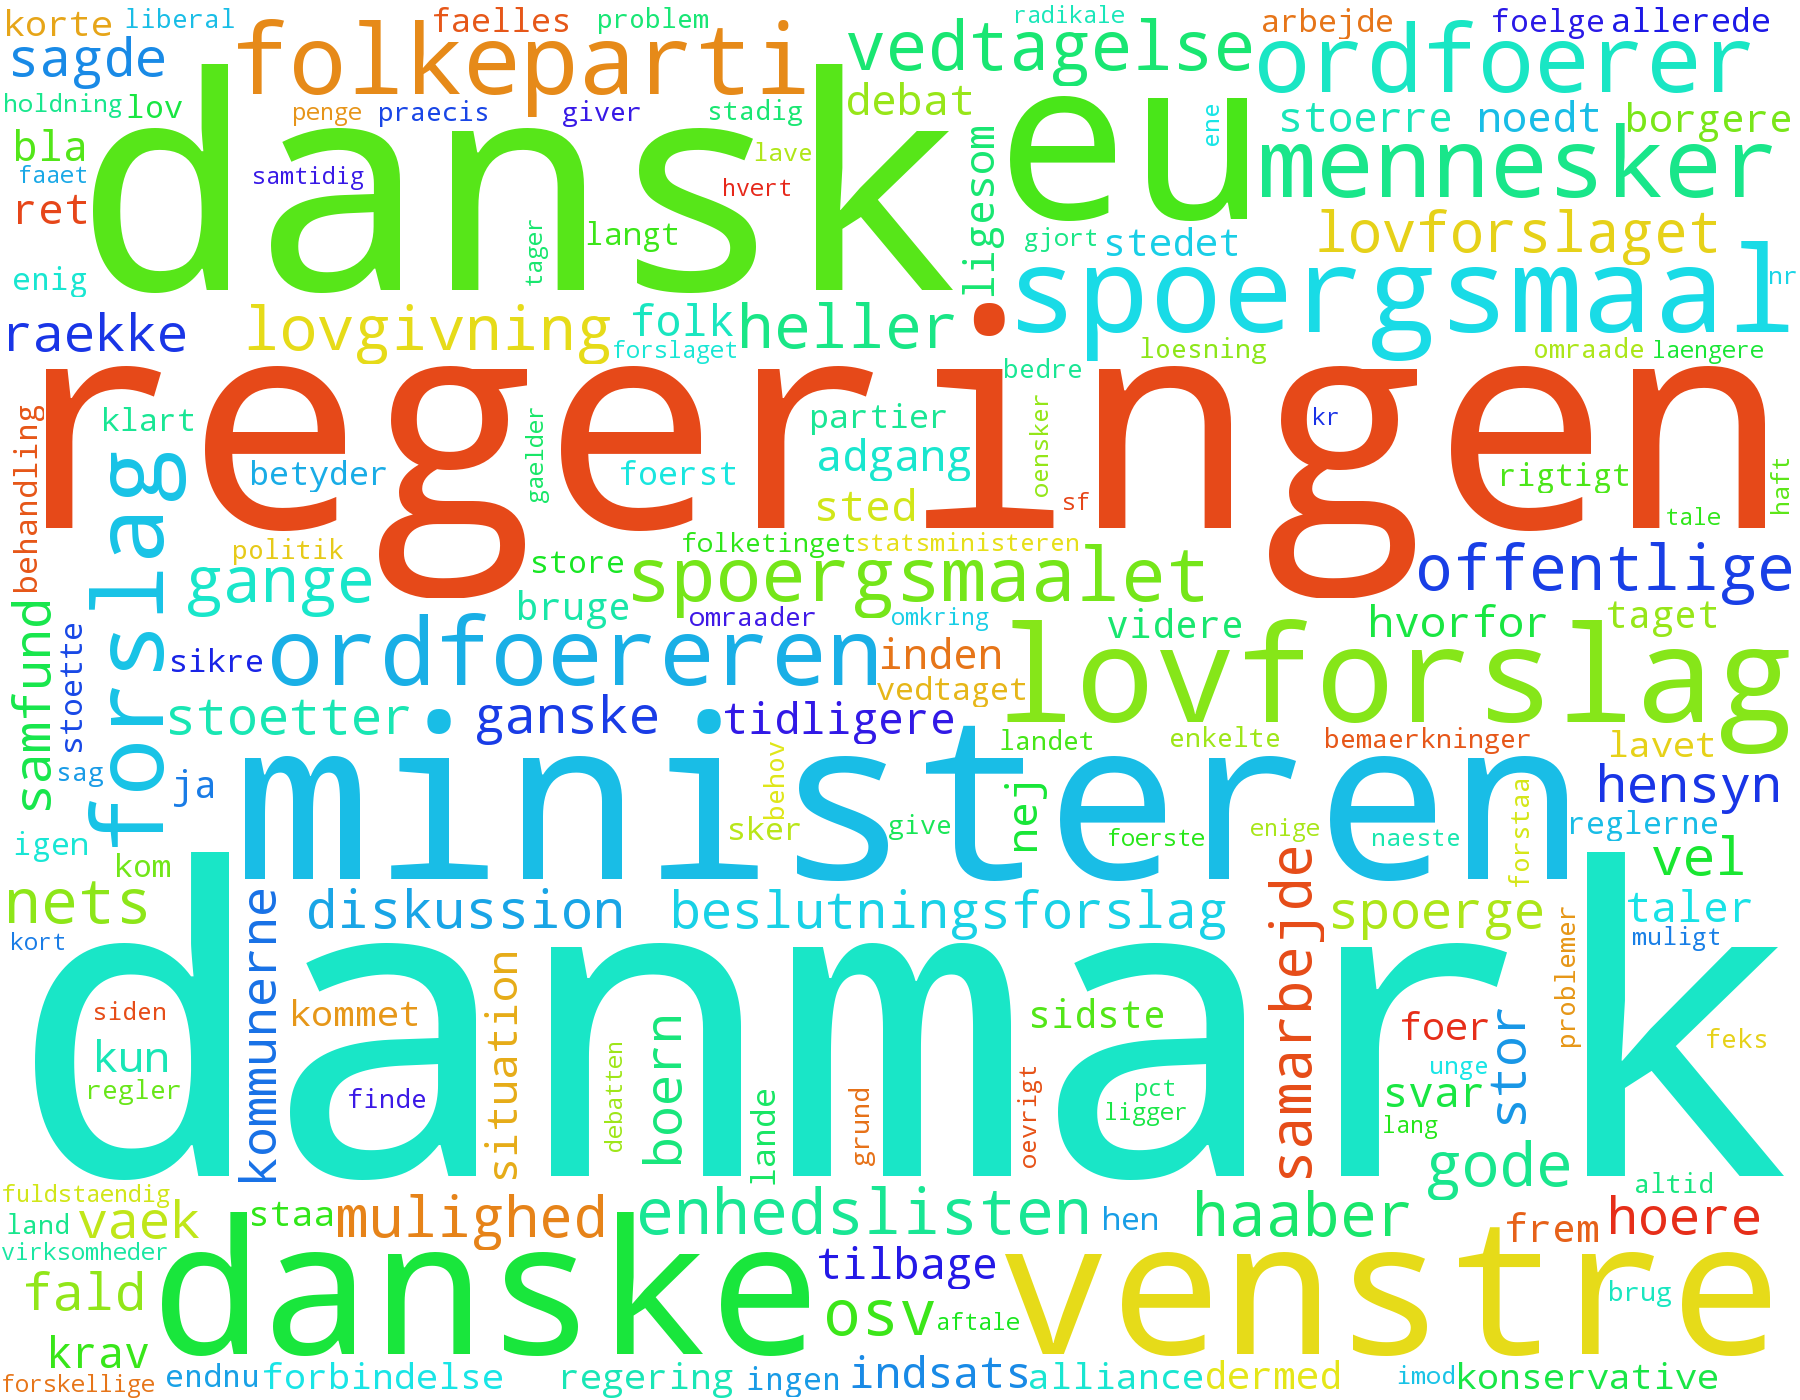 korte
liberal
faelles
problem
radikale
arbejde
foelge
allerede
sagde
folkeparti
vedtagelse
ordfoerer
holdning
lov
penge
praecis
giver
stadig
debat
ene
stoerre
noedt
borgere
bla
dansk
eu
mennesker
lave
faaet
samtidig
hvert
ligesom
ret
tager
langt
gjort
stedet
lovforslaget
enig
spoergsmaal
nr
raekke
lovgivning
folk
heller
forslaget
loesning
omraade
laengere
regeringen
bedre
behandling
klart
gaelder
partier
oensker
kr
forslag
betyder
foerst
adgang
rigtigt
haft
sted
sf
tale
politik
folketinget
statsministeren
store
gange
spoergsmaalet
offentlige
samfund
bruge
omraader
omkring
videre
hvorfor
taget
stoette
sikre
ordfoereren
inden
lovforslag
vedtaget
stoetter
ganske
tidligere
landet
enkelte
bemaerkninger
lavet
sag
ja
ministeren
behov
nej
forstaa
hensyn
igen
sker
give
foerste
enige
naeste
reglerne
kom
vel
nets
kommunerne
diskussion
beslutningsforslag
samarbejde
spoerge
taler
kort
danmark
situation
problemer
muligt
siden
kommet
boern
sidste
foer
stor
feks
kun
debatten
unge
regler
finde
lande
grund
oevrigt
pct
ligger
svar
lang
gode
fuldstaendig
altid
land
vaek
staa
mulighed
enhedslisten
hen
haaber
frem
hoere
virksomheder
danske
tilbage
venstre
fald
osv
aftale
brug
krav
forskellige
endnu
forbindelse
regering
ingen
indsats
alliance
dermed
imod
konservative